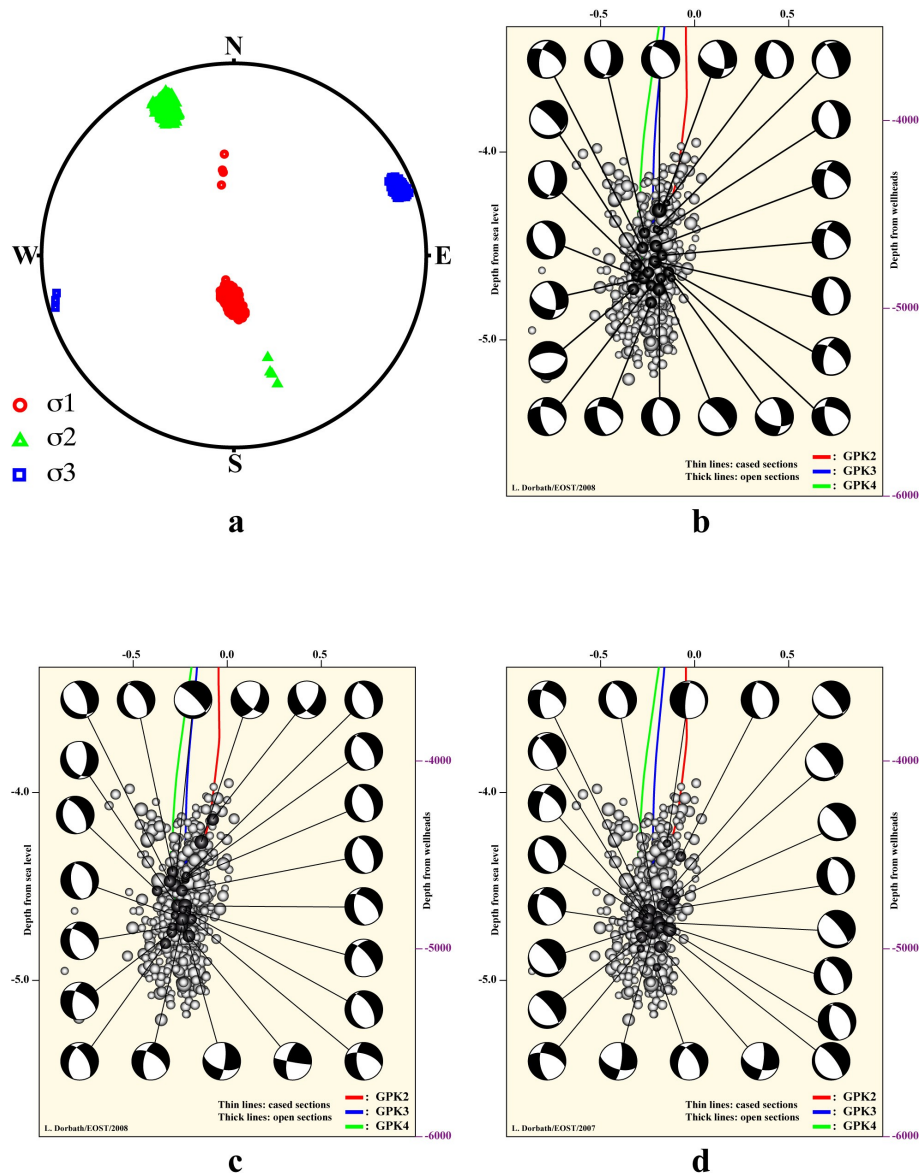 N
W
E
S
σ1
σ2
σ3
a
-0.5 0.0 0.5
-4.0
-5.0
Depth from sea level
-4000
-5000
-6000
Depth from wellheads
Thin lines: cased sections
Thick lines: open sections
: GPK2
: GPK3
: GPK4
L. Dorbath/EOST/2008
b
-0.5 0.0 0.5
-4.0
-5.0
Depth from sea level
-4000
-5000
-6000
Depth from wellheads
Thin lines: cased sections
Thick lines: open sections
: GPK2
: GPK3
: GPK4
L. Dorbath/EOST/2008
c
-0.5 0.0 0.5
-4.0
-5.0
Depth from sea level
-4000
-5000
-6000
Depth from wellheads
Thin lines: cased sections
Thick lines: open sections
: GPK2
: GPK3
: GPK4
L. Dorbath/EOST/2007
d